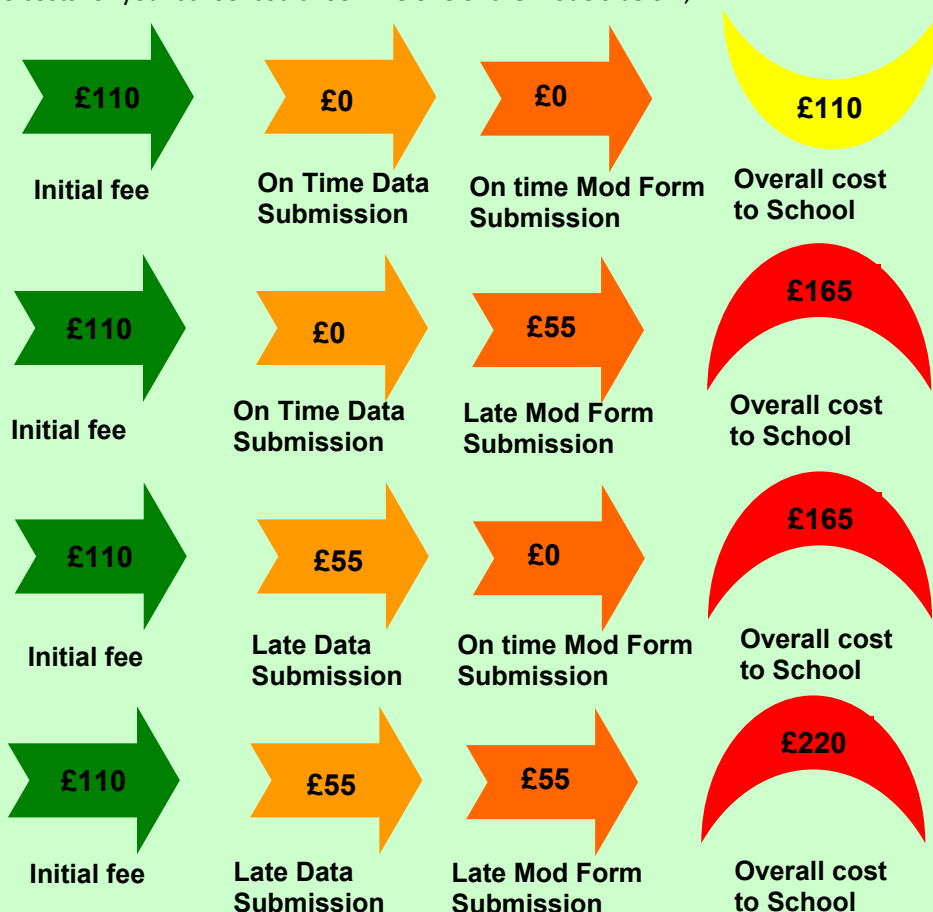 £110
£0
£0
£110
Initial fee
On Time Data
Submission
On time Mod Form
Submission
Overall cost
to School
£110
£0
£55
£165
Initial fee
On Time Data
Submission
Late Mod Form
Submission
Overall cost
to School
£110
£55
£0
£165
Initial fee
Late Data
Submission
On time Mod Form
Submission
Overall cost
to School
£110
£55
£55
£220
Initial fee
Late Data
Submission
Late Mod Form
Submission
Overall cost
to School